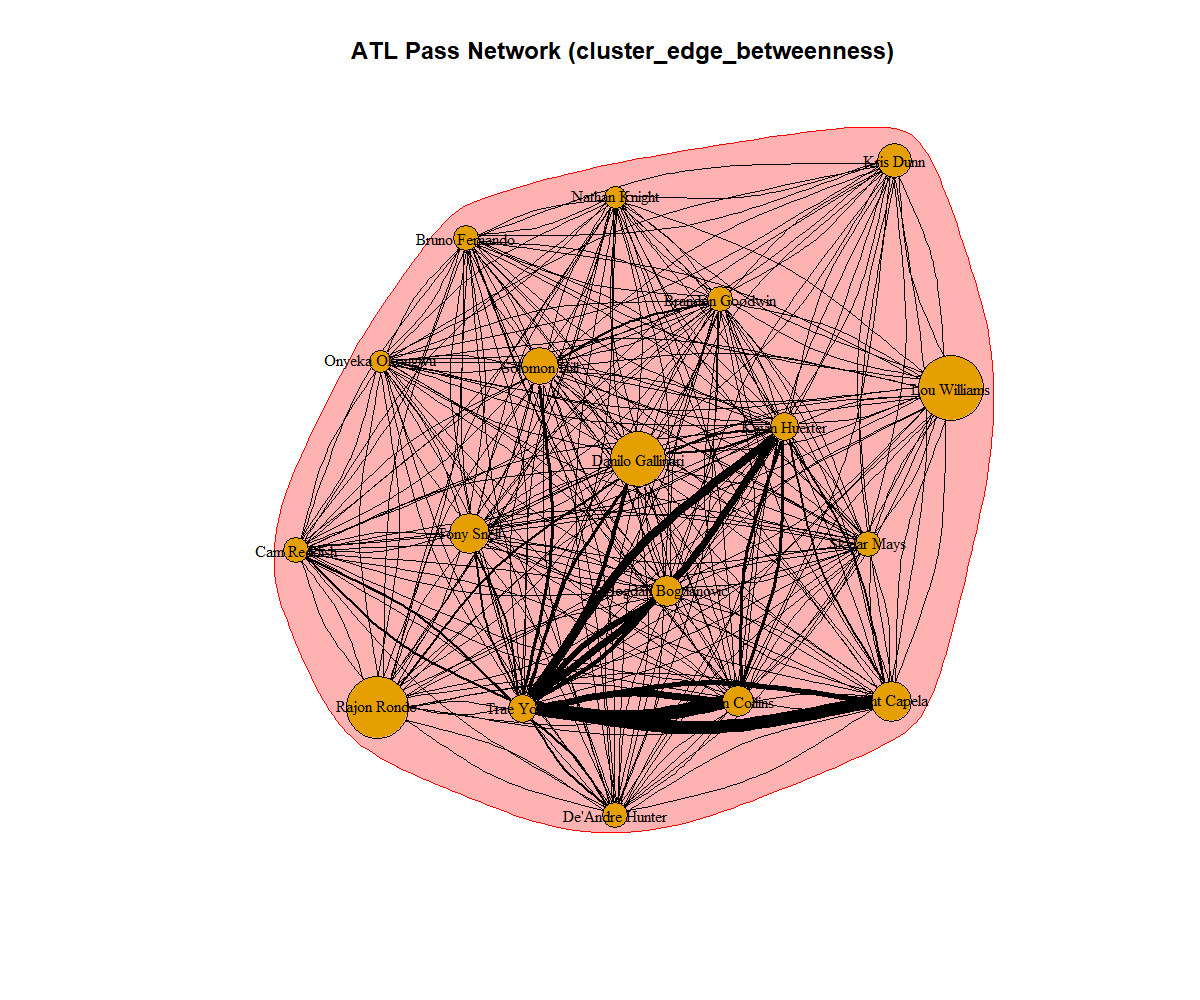 ATL Pass Network (cluster_edge_betweenness)
Kris Dunn
Nathan Knight
Bruno Fernando
Brandon Goodwin
Onyeka Okongwu
Solomon Hill
Lou Williams
Kevin Huerter
Danilo Gallinari
Tony Snell
Skylar Mays
Cam Reddish
Bogdan Bogdanovic
Rajon Rondo
Trae Young
John Collins
Clint Capela
De'Andre Hunter